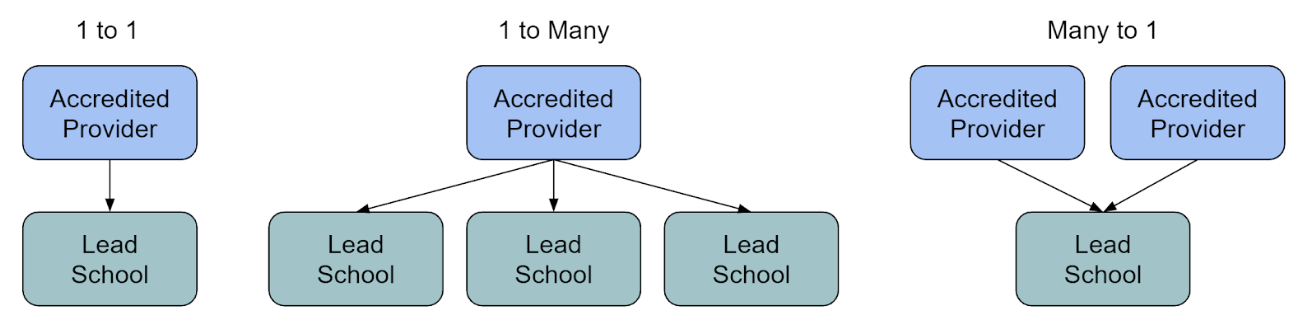 1 to 1
Accredited
Provider
Lead
School
1 to Many
Accredited
Provider
Lead
School
Lead
School
Lead
School
Many to 1
Accredited
Provider
Accredited
Provider
Lead
School